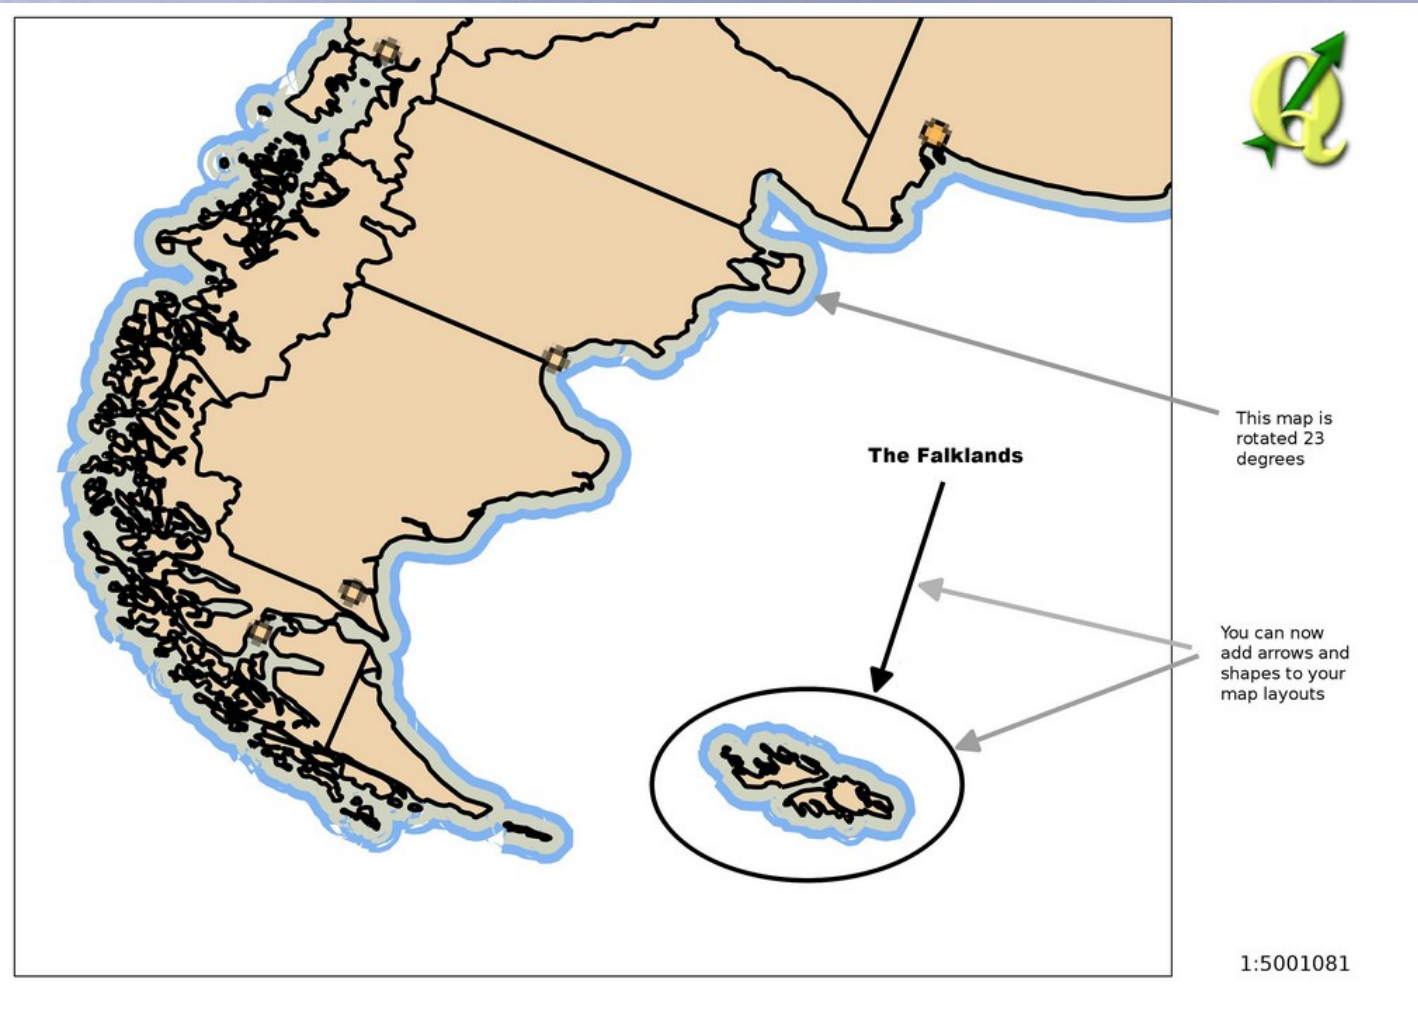 This map is
rotated 23
degrees
The Falklands
You can now
add arrows and
shapes to your
map layouts
1:5001081